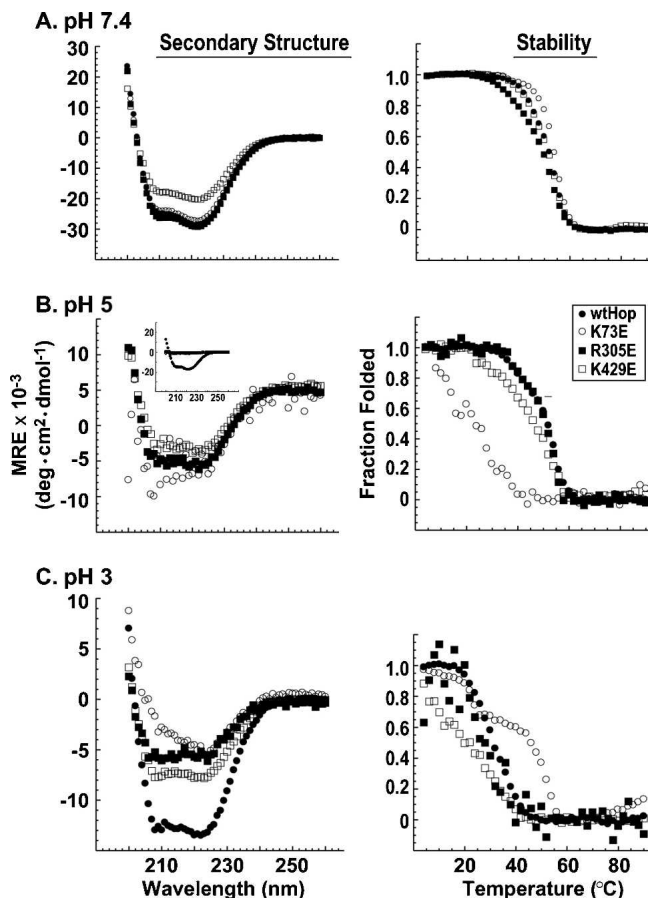 A. pH 7.4
Secondary Structure
Stability
30
20
10
0
-10
-20
-30
1.0
0.8
0.6
0.4
0.2
0
B. pH 5
15
10
5
0
-5
-10
10
0
-20
210 230 250
1.0
0.8
0.6
0.4
0.2
0
wtHop
K73E
R305E
K429E
MRE x 10-3
(deg·cm2·dmol-1)
Fraction Folded
C. pH 3
10
5
0
-5
-10
210 230 250
Wavelength (nm)
1.0
0.8
0.6
0.4
0.2
0
20 40 60 80
Temperature (°C)